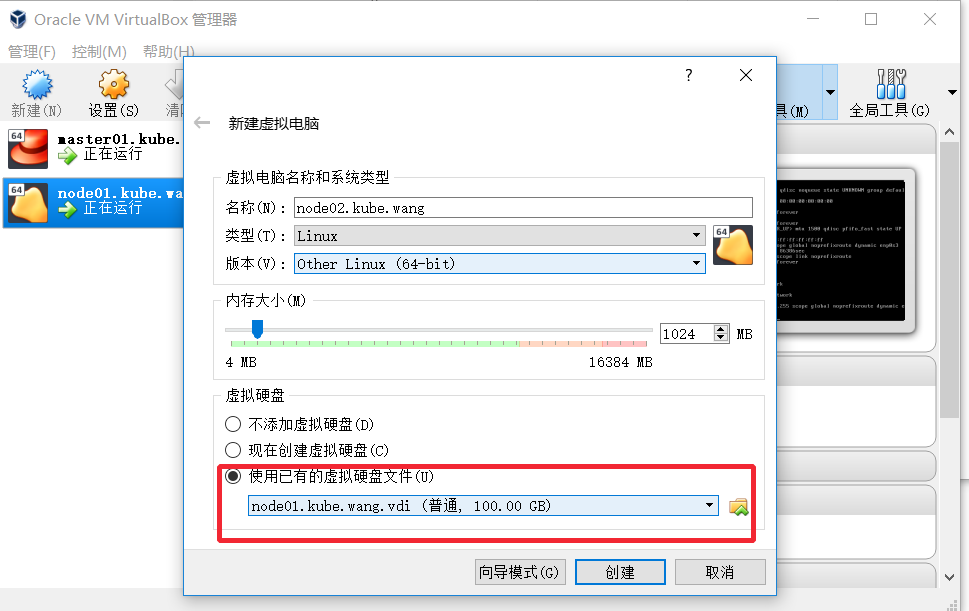 Oracle VM VirtualBox 管理器
管理(F) 控制(M) 帮助(H)
新建(N) 设置(S) 清 具(M) 全局工具(G)
64 master01.kube.
正在运行
64 node01.kube.wa
正在运行
?
新建虚拟电脑
虚拟电脑名称和系统类型
名称(N): node02.kube.wang
类型(T): Linux
64
版本(V): Other Linux (64-bit)
内存大小(M)
1024 MB
4 MB 16384 MB
虚拟硬盘
不添加虚拟硬盘(D)
现在创建虚拟硬盘(C)
使用已有的虚拟硬盘文件(U)
node01.kube.wang.vdi (普通, 100.00 GB)
向导模式(G) 创建 取消